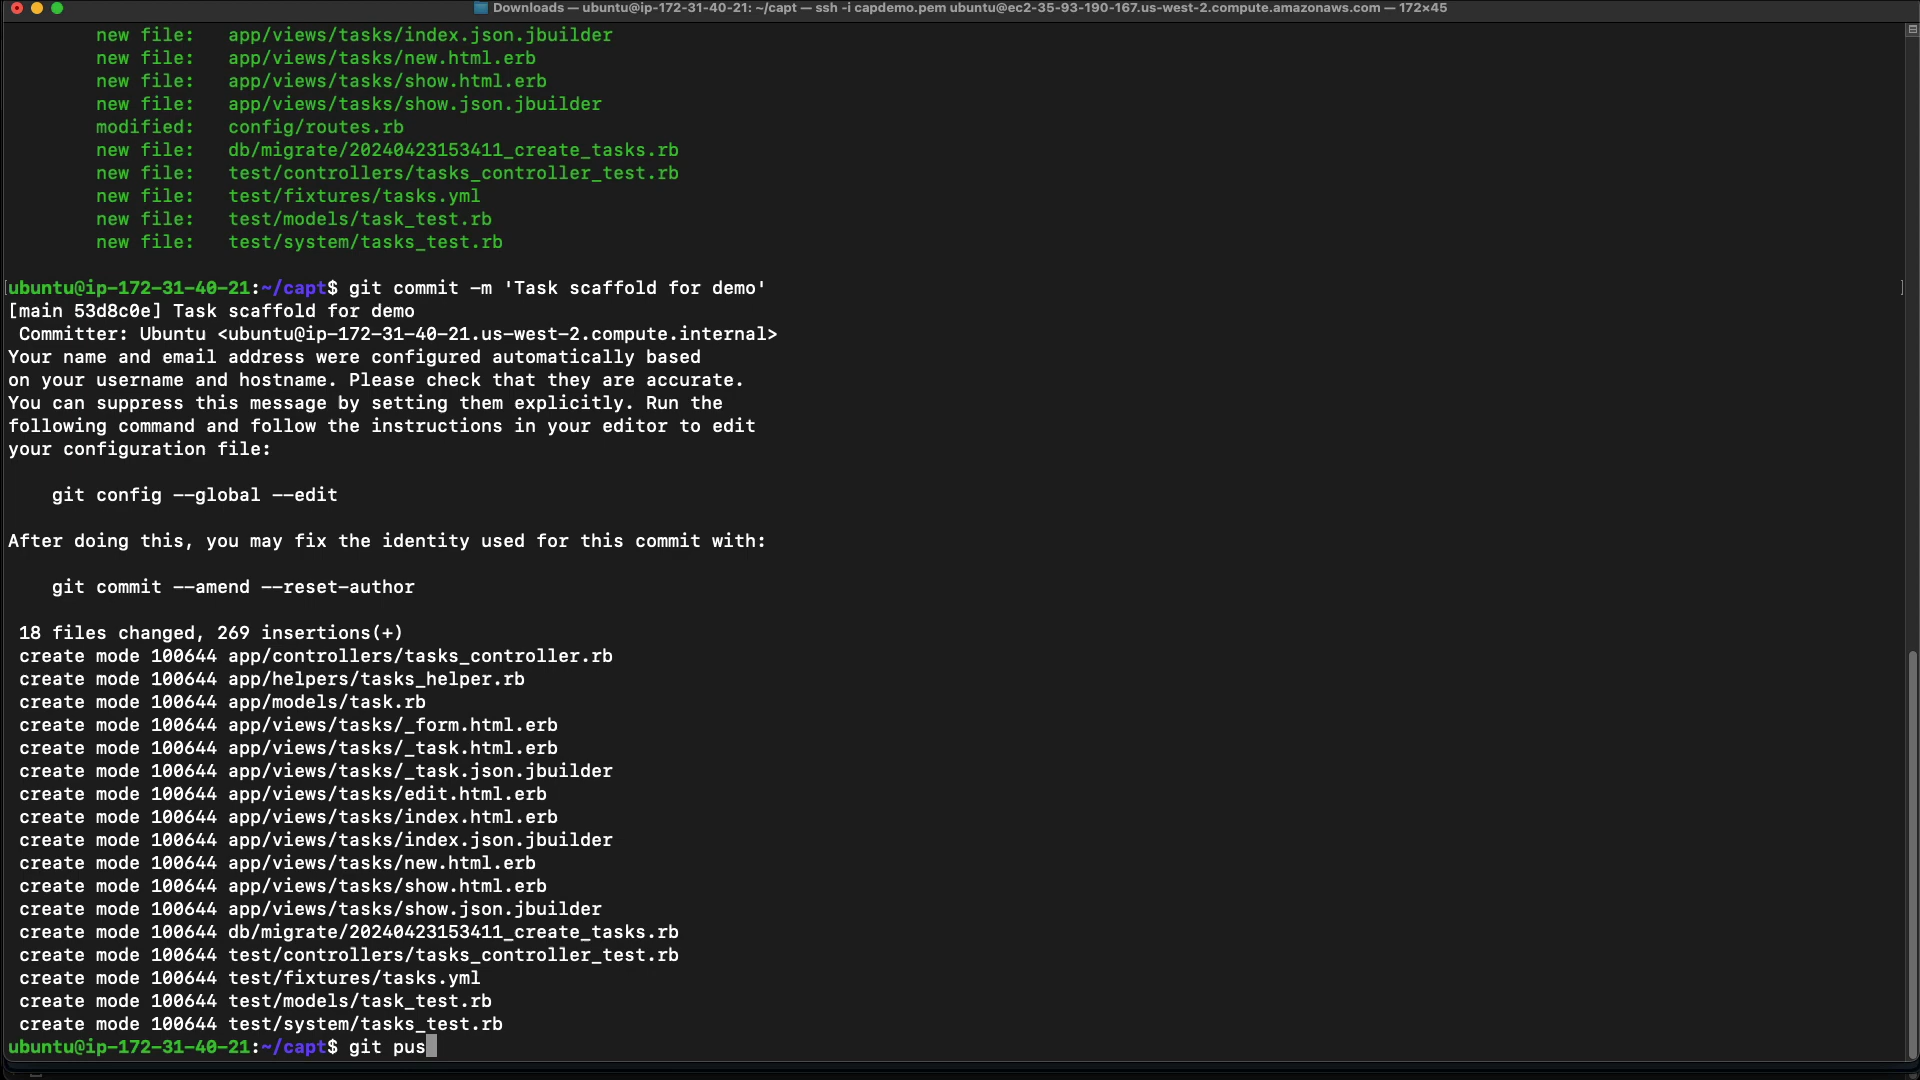 Downloads — ubuntu@ip-172-31-40-21: ~/capt — ssh -i capdemo.pem ubuntu@ec2-35-93-190-167.us-west-2.compute.amazonaws.com — 172×45
new file:   app/views/tasks/index.json.jbuilder
new file:   app/views/tasks/new.html.erb
new file:   app/views/tasks/show.html.erb
new file:   app/views/tasks/show.json.jbuilder
modified:   config/routes.rb
new file:   db/migrate/20240423153411_create_tasks.rb
new file:   test/controllers/tasks_controller_test.rb
new file:   test/fixtures/tasks.yml
new file:   test/models/task_test.rb
new file:   test/system/tasks_test.rb
[ubuntu@ip-172-31-40-21:~/capt$ git commit -m 'Task scaffold for demo' ]
[main 53d8c0e] Task scaffold for demo
Committer: Ubuntu <ubuntu@ip-172-31-40-21.us-west-2.compute.internal>
Your name and email address were configured automatically based
on your username and hostname. Please check that they are accurate.
You can suppress this message by setting them explicitly. Run the
following command and follow the instructions in your editor to edit
your configuration file:
git config --global --edit
After doing this, you may fix the identity used for this commit with:
git commit --amend --reset-author
18 files changed, 269 insertions(+)
create mode 100644 app/controllers/tasks_controller.rb
create mode 100644 app/helpers/tasks_helper.rb
create mode 100644 app/models/task.rb
create mode 100644 app/views/tasks/_form.html.erb
create mode 100644 app/views/tasks/_task.html.erb
create mode 100644 app/views/tasks/_task.json.jbuilder
create mode 100644 app/views/tasks/edit.html.erb
create mode 100644 app/views/tasks/index.html.erb
create mode 100644 app/views/tasks/index.json.jbuilder
create mode 100644 app/views/tasks/new.html.erb
create mode 100644 app/views/tasks/show.html.erb
create mode 100644 app/views/tasks/show.json.jbuilder
create mode 100644 db/migrate/20240423153411_create_tasks.rb
create mode 100644 test/controllers/tasks_controller_test.rb
create mode 100644 test/fixtures/tasks.yml
create mode 100644 test/models/task_test.rb
create mode 100644 test/system/tasks_test.rb
ubuntu@ip-172-31-40-21:~/capt$ git pus